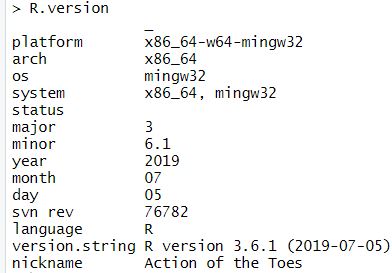 > R.version
_
platform       x86_64-w64-mingw32
arch           x86_64
os             mingw32
system         x86_64, mingw32
status
major          3
minor          6.1
year           2019
month          07
day            05
svn rev        76782
language       R
version.string R version 3.6.1 (2019-07-05)
nickname       Action of the Toes